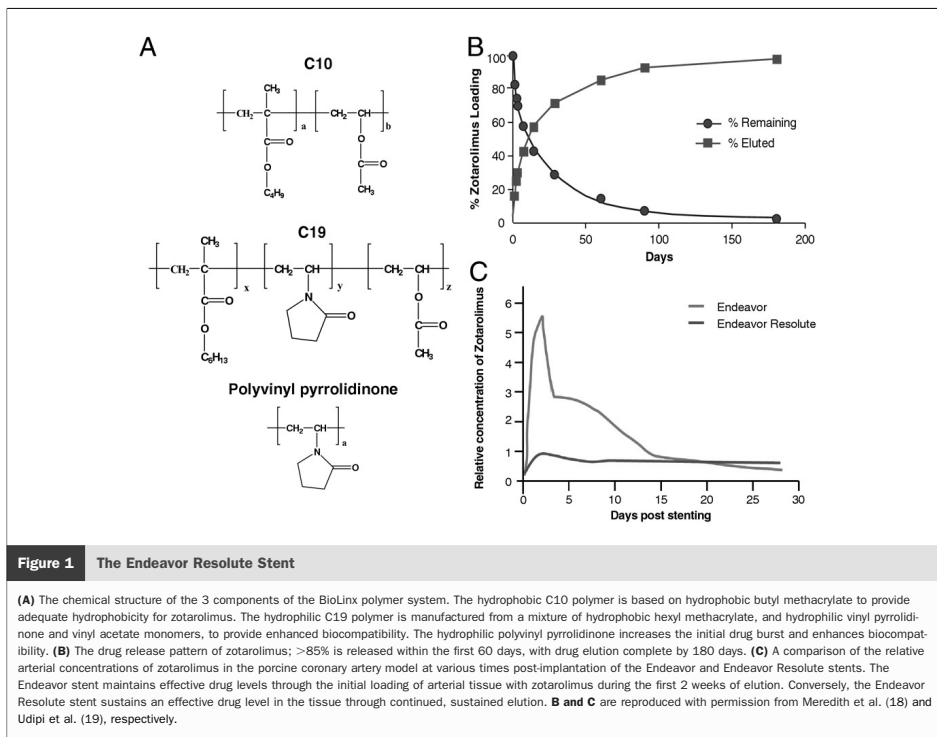 A
C10
CH3
CH2
C
a
CH2
CH
b
C=O
O
O
C=O
C4H9
CH3
C19
CH3
CH2
C
x
CH2
CH
y
CH2
CH
z
C=O
N
O
O
O
C=O
C6H13
CH3
Polyvinyl pyrrolidinone
CH2
CH
a
N
O
B
% Zotarolimus Loading
100
80
60
40
20
0
% Remaining
% Eluted
0 50 100 150 200
Days
C
Relative concentration of Zotarolimus
6
5
4
3
2
1
0
Endeavor
Endeavor Resolute
0 5 10 15 20 25 30
Days post stenting
Figure 1 The Endeavor Resolute Stent
(A) The chemical structure of the 3 components of the BioLinx polymer system. The hydrophobic C10 polymer is based on hydrophobic butyl methacrylate to provide
adequate hydrophobicity for zotarolimus. The hydrophilic C19 polymer is manufactured from a mixture of hydrophobic hexyl methacrylate, and hydrophilic vinyl pyrrolidi-
none and vinyl acetate monomers, to provide enhanced biocompatibility. The hydrophilic polyvinyl pyrrolidinone increases the initial drug burst and enhances biocompat-
ibility. (B) The drug release pattern of zotarolimus; >85% is released within the first 60 days, with drug elution complete by 180 days. (C) A comparison of the relative
arterial concentrations of zotarolimus in the porcine coronary artery model at various times post-implantation of the Endeavor and Endeavor Resolute stents. The
Endeavor stent maintains effective drug levels through the initial loading of arterial tissue with zotarolimus during the first 2 weeks of elution. Conversely, the Endeavor
Resolute stent sustains an effective drug level in the tissue through continued, sustained elution. B and C are reproduced with permission from Meredith et al. (18) and
Udipi et al. (19), respectively.